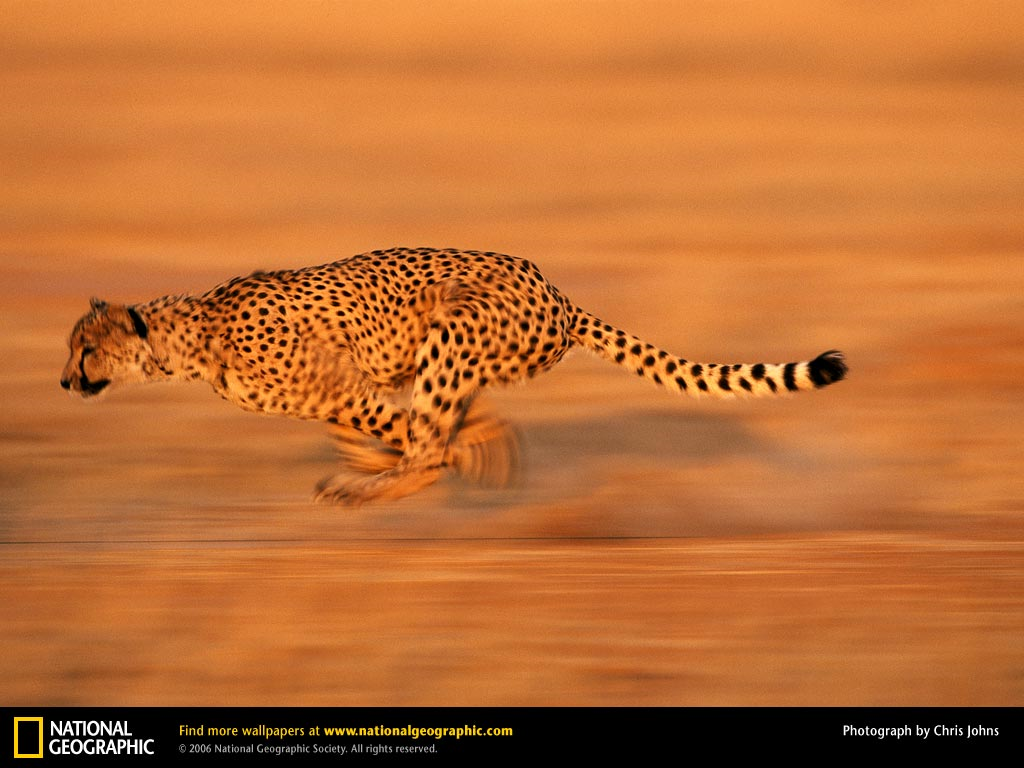 NATIONAL
GEOGRAPHIC
Find more wallpapers at www.nationalgeographic.com
© 2006 National Geographic Society. All rights reserved.
Photograph by Chris Johns